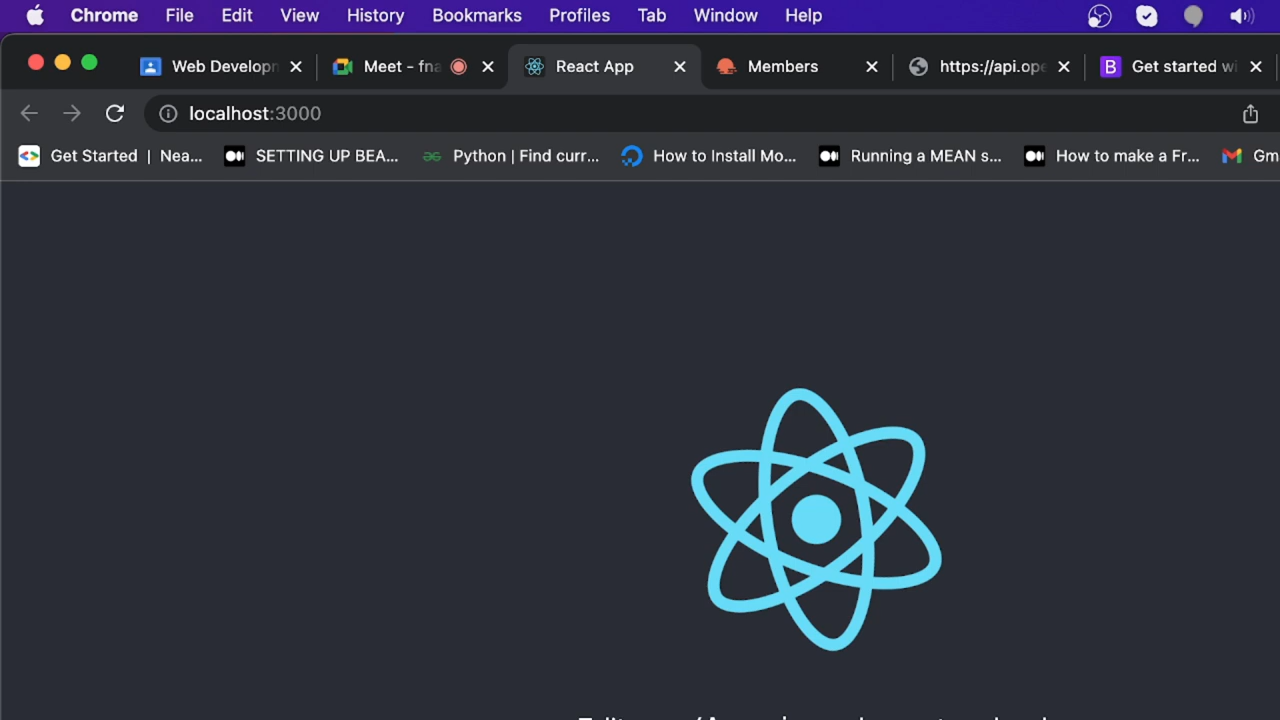 Chrome File Edit View History Bookmarks Profiles Tab Window Help
Web Develop Meet - fna React App Members https://api.ope Get started wi
localhost:3000
Get Started | Nea... SETTING UP BEA... Python | Find curr... How to Install Mo... Running a MEAN s... How to make a Fr... Gm